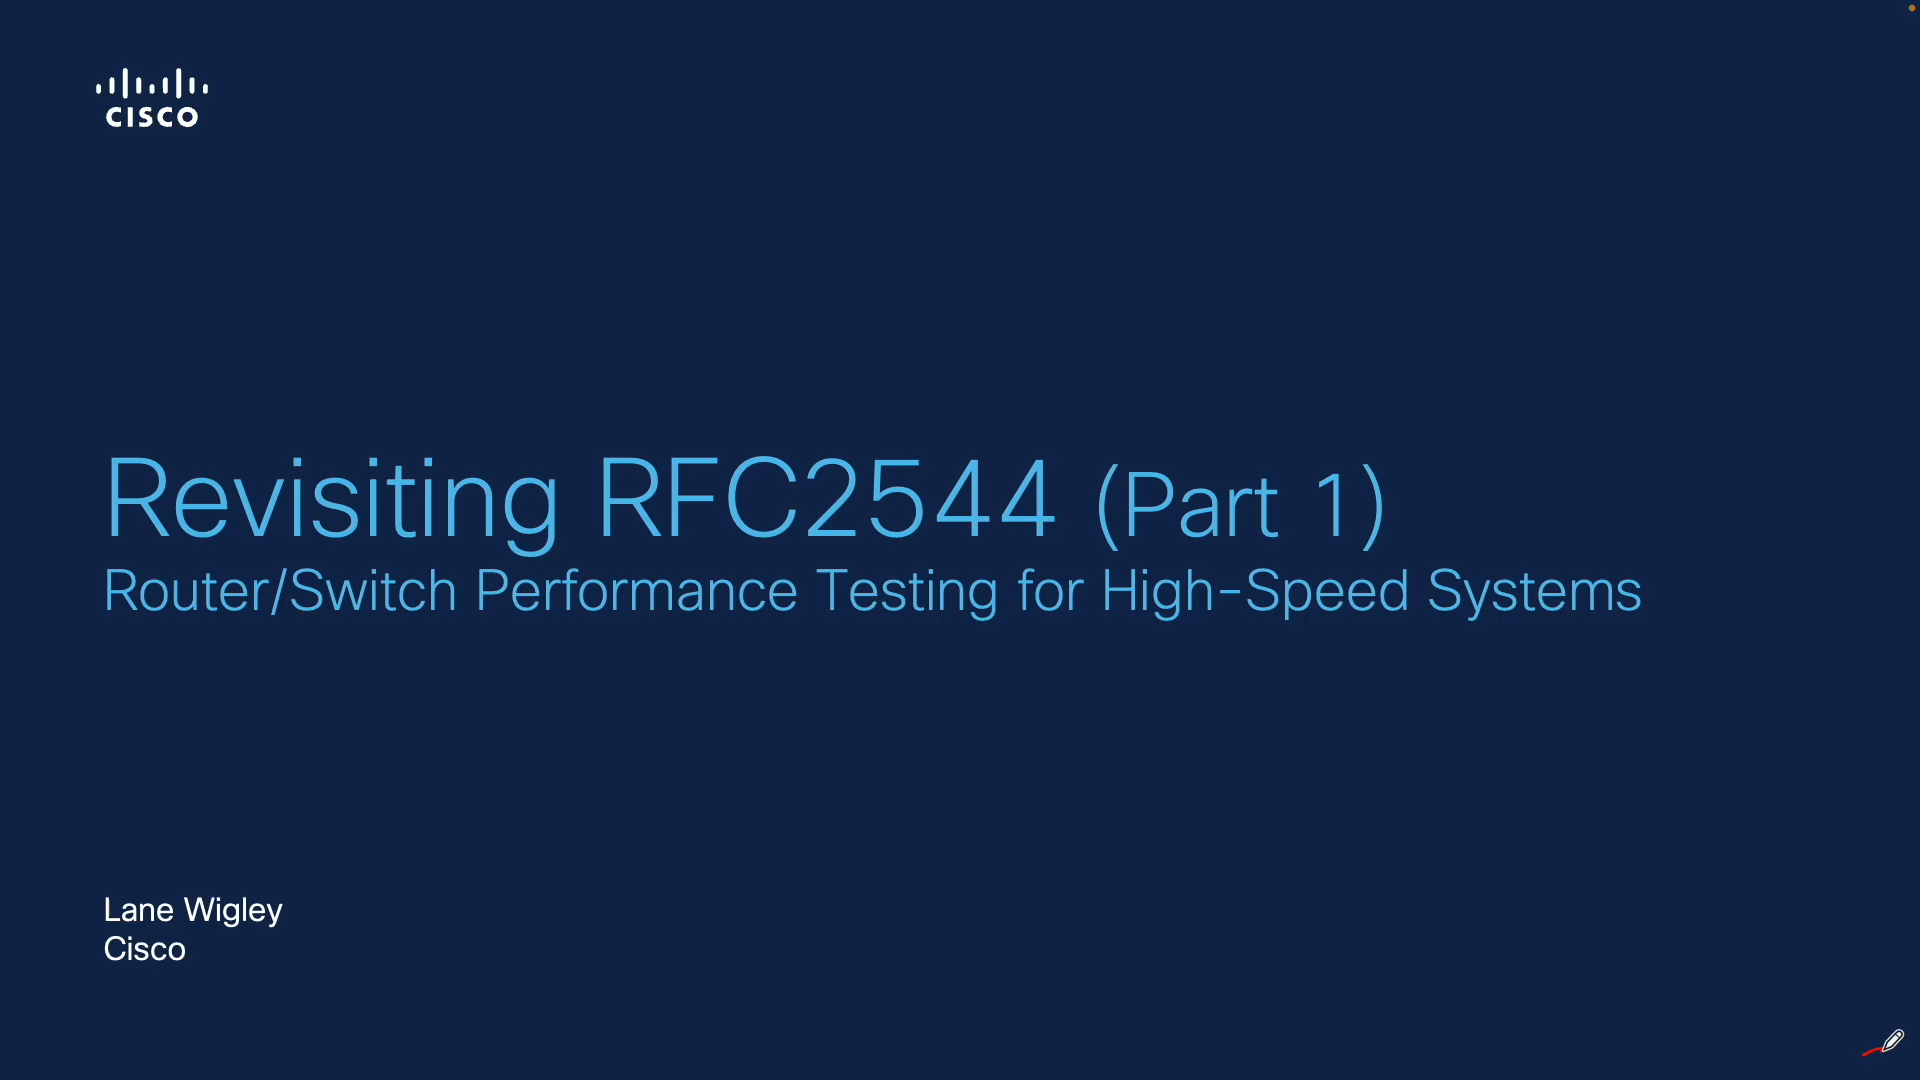 CISCO
Revisiting RFC2544 (Part 1)
Router/Switch Performance Testing for High-Speed Systems
Lane Wigley
Cisco